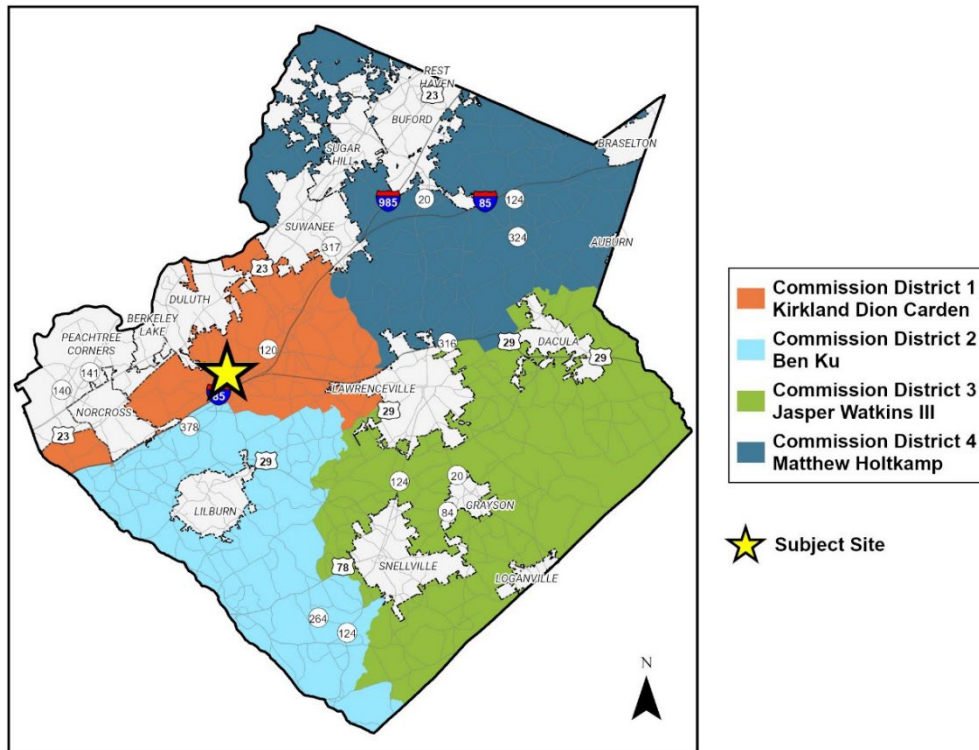 REST
HAVEN
23
BUFORD
BRASELTON
SUGAR
HILL
985
20
85
124
SUWANEE
317
324
AUBURN
23
DULUTH
BERKELEY
LAKE
PEACHTREE
CORNERS
141
140
120
316
29
DACULA
29
NORCROSS
85
LAWRENCEVILLE
29
23
378
29
LILBURN
124
20
GRAYSON
84
SNELLVILLE
78
LOGANVILLE
264
124
N
Commission District 1
Kirkland Dion Carden
Commission District 2
Ben Ku
Commission District 3
Jasper Watkins III
Commission District 4
Matthew Holtkamp
Subject Site